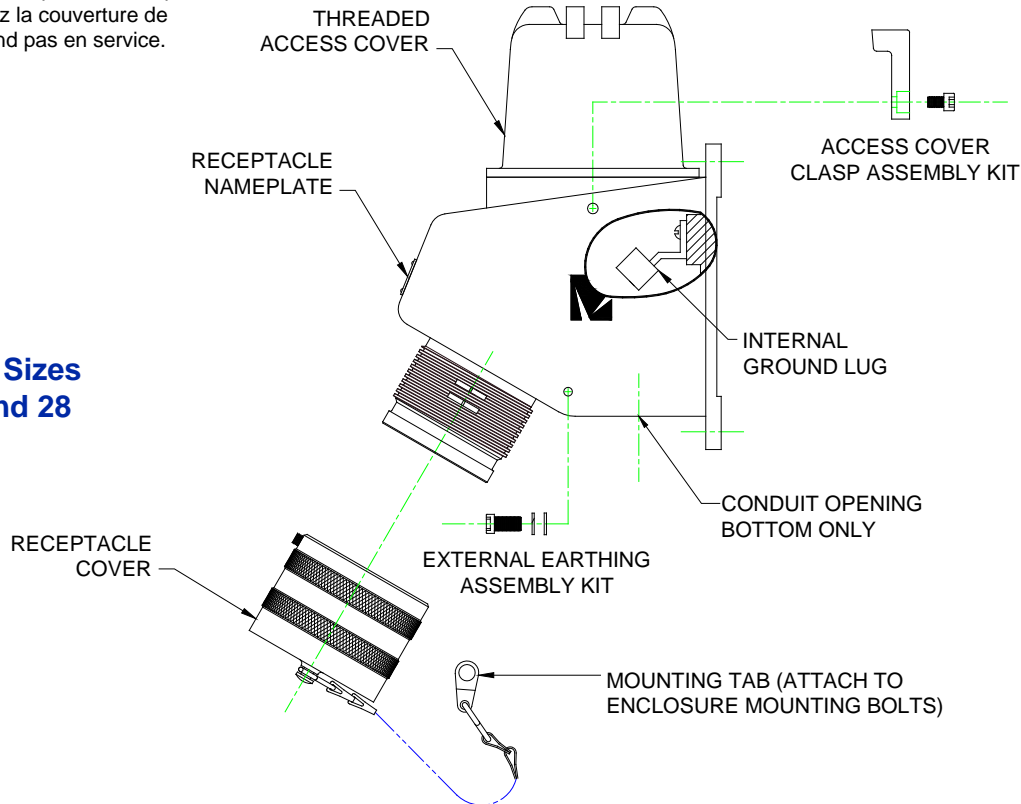 z la couverture de
nd pas en service.
THREADED
ACCESS COVER
RECEPTACLE
NAMEPLATE
ACCESS COVER
CLASP ASSEMBLY KIT
INTERNAL
GROUND LUG
Sizes
nd 28
CONDUIT OPENING
BOTTOM ONLY
RECEPTACLE
COVER
EXTERNAL EARTHING
ASSEMBLY KIT
MOUNTING TAB (ATTACH TO
ENCLOSURE MOUNTING BOLTS)